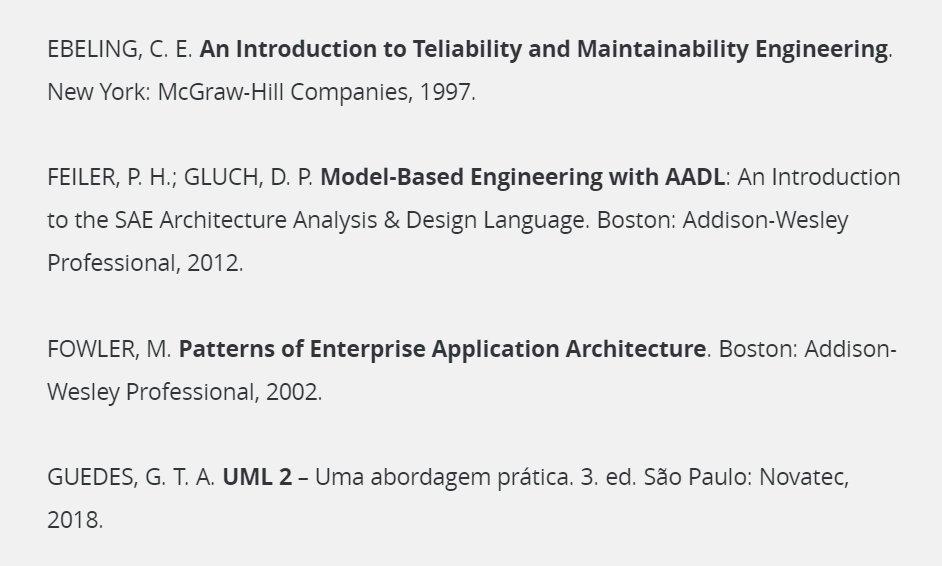 EBELING, C. E. An Introduction to Teliability and Maintainability Engineering.
New York: McGraw-Hill Companies, 1997.
FEILER, P. H.; GLUCH, D. P. Model-Based Engineering with AADL: An Introduction
to the SAE Architecture Analysis & Design Language. Boston: Addison-Wesley
Professional, 2012.
FOWLER, M. Patterns of Enterprise Application Architecture. Boston: Addison-
Wesley Professional, 2002.
GUEDES, G. T. A. UML 2 – Uma abordagem prática. 3. ed. São Paulo: Novatec,
2018.